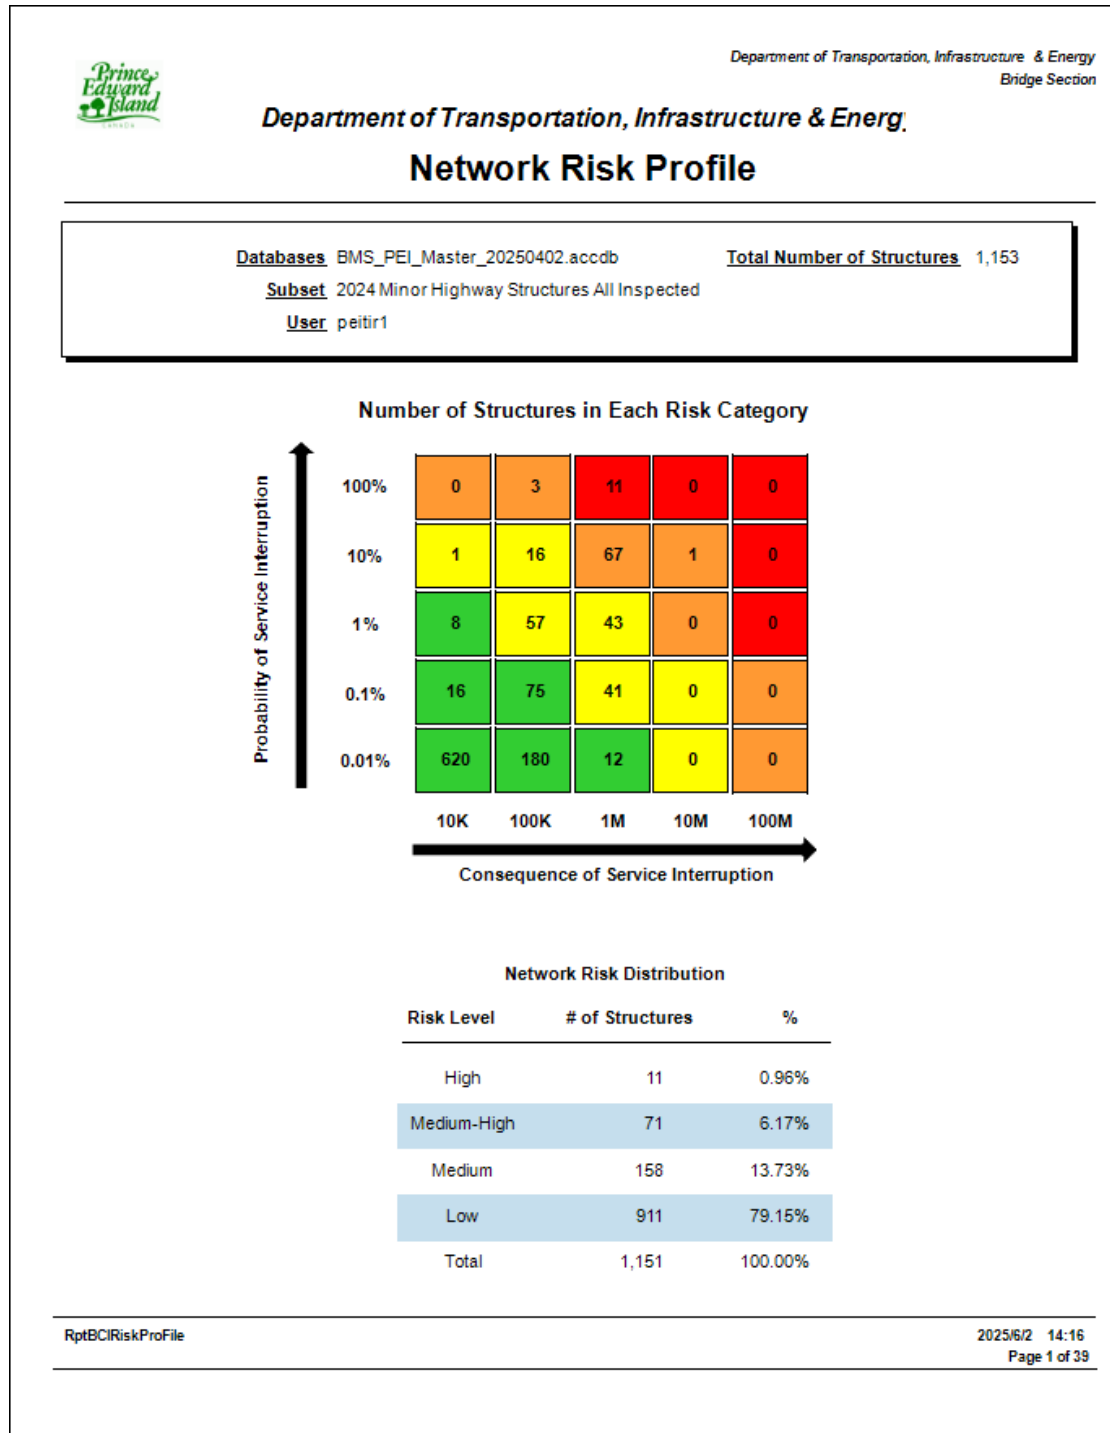 Department of Transportation, Infrastructure & Energy
Bridge Section
Prince
Edward
Island
CANADA
Department of Transportation, Infrastructure & Energ
Network Risk Profile
Databases BMS_PEI_Master_20250402.accdb Total Number of Structures 1,153
Subset 2024 Minor Highway Structures All Inspected
User peitir1
Number of Structures in Each Risk Category
Probability of Service Interruption
100% 0 3 11 0 0
10% 1 16 67 1 0
1% 8 57 43 0 0
0.1% 16 75 41 0 0
0.01% 620 180 12 0 0
10K 100K 1M 10M 100M
Consequence of Service Interruption
Network Risk Distribution
Risk Level # of Structures %
High 11 0.96%
Medium-High 71 6.17%
Medium 158 13.73%
Low 911 79.15%
Total 1,151 100.00%
RptBCIRiskProFile 2025/6/2 14:16
Page 1 of 39